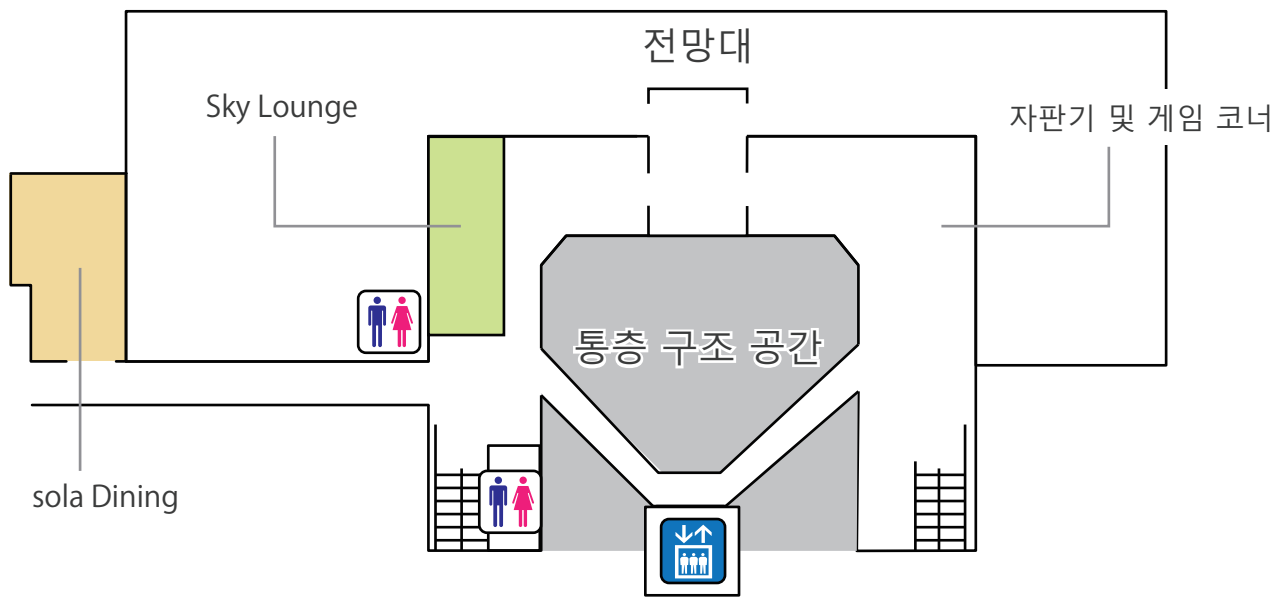 전망대
Sky Lounge
자판기 및 게임 코너
통층 구조 공간
sola Dining